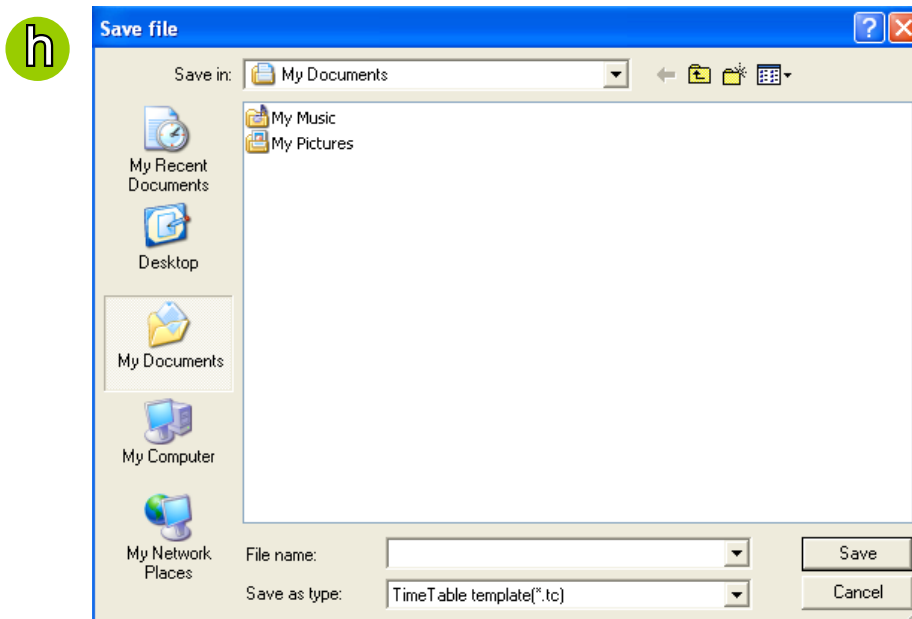 h
Save file
Save in:
My Documents
My Music
My Pictures
My Recent
Documents
Desktop
My Documents
My Computer
My Network
Places
File name:
Save
Save as type:
TimeTable template(*.tc)
Cancel